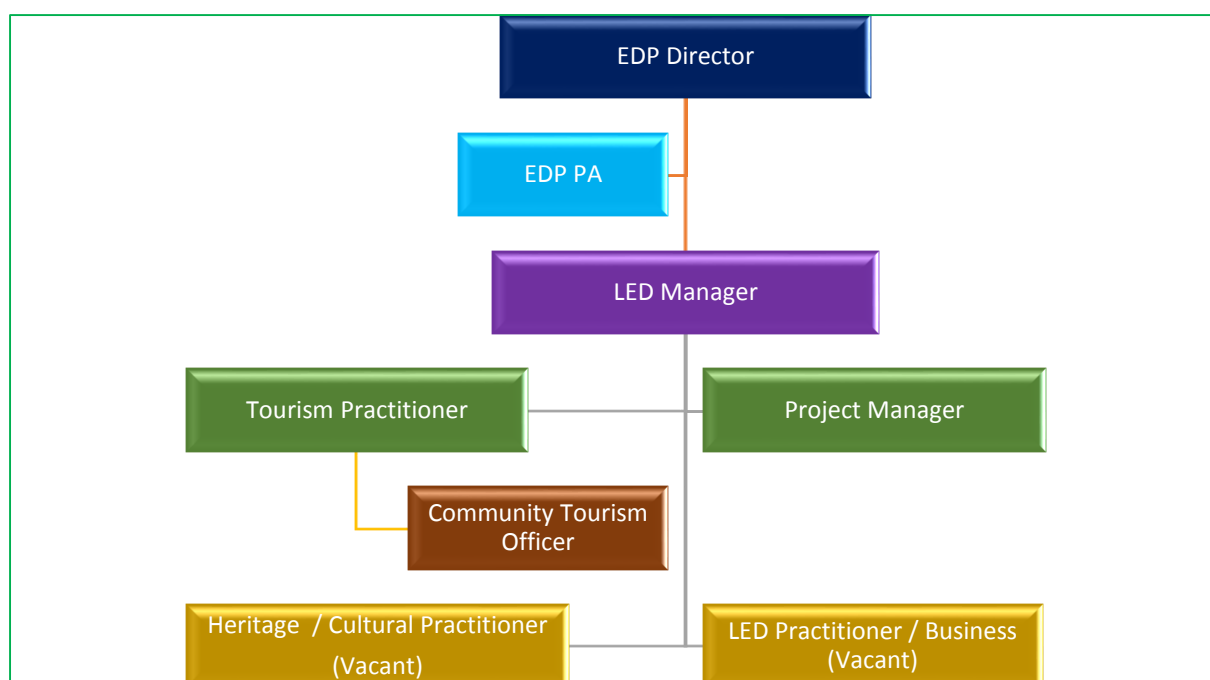 EDP Director
EDP PA
LED Manager
Tourism Practitioner
Project Manager
Community Tourism
Officer
Heritage / Cultural Practitioner
(Vacant)
LED Practitioner / Business
(Vacant)